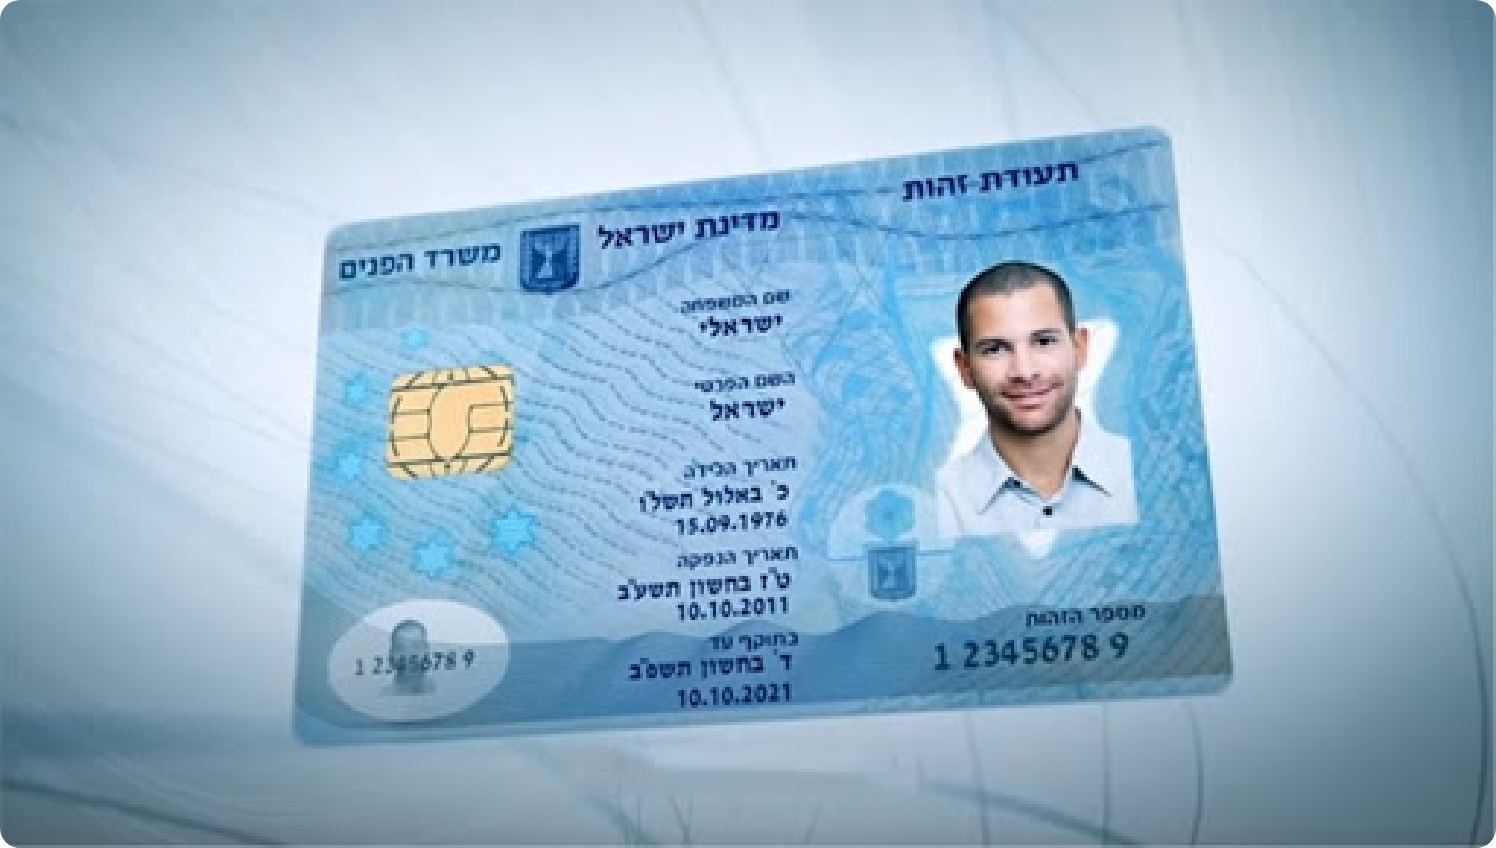 תעודת זהות
מדינת ישראל
משרד הפנים
שם המשפחה
ישראלי
השם הפרטי
ישראל
תאריך הלידה
כ' באלול תשל"ו
15.09.1976
תאריך הנפקה
ט"ז בחשון תשע"ב
10.10.2011
בתוקף עד
ד' בחשון תשפ"ב
10.10.2021
מספר הזהות
1 2345678 9
1 2345678 9